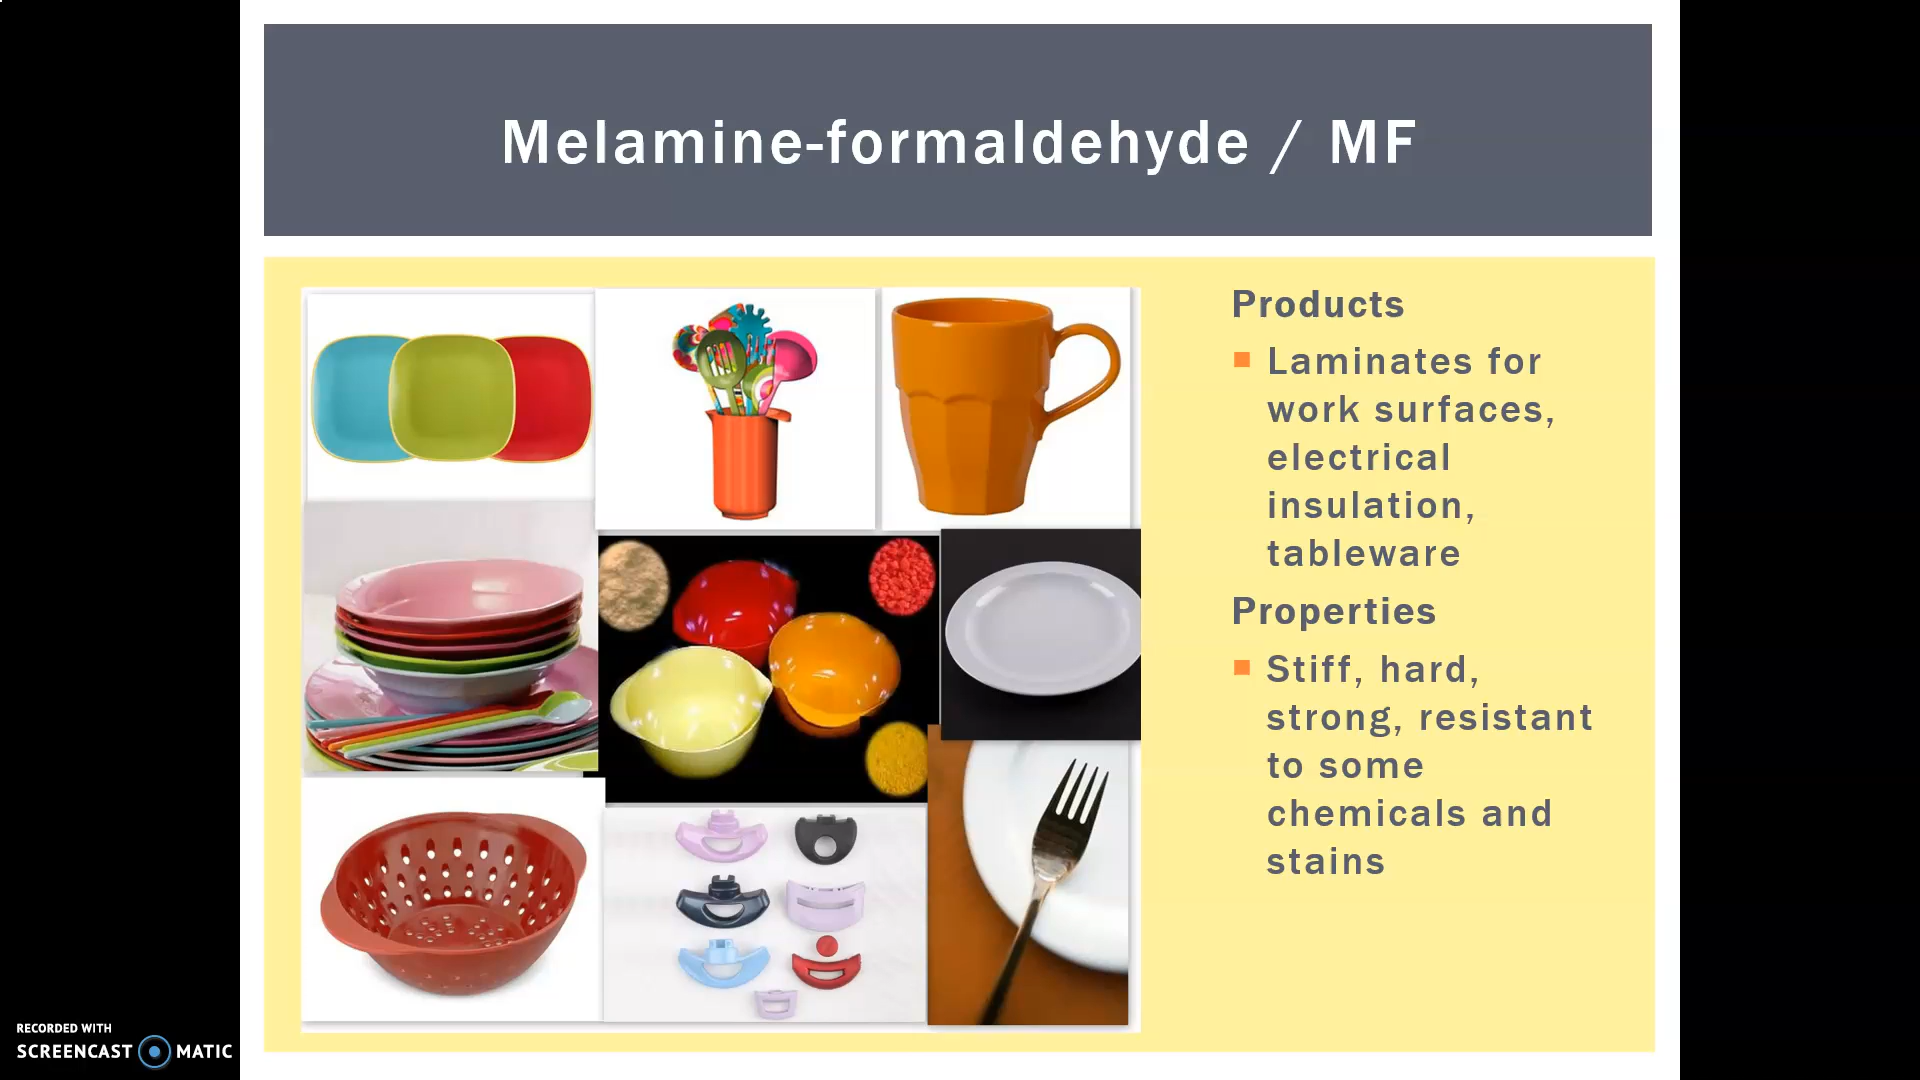 Melamine-formaldehyde / MF
Products
Laminates for
work surfaces,
electrical
insulation,
tableware
Properties
Stiff, hard,
strong, resistant
to some
chemicals and
stains
RECORDED WITH
SCREENCAST MATIC